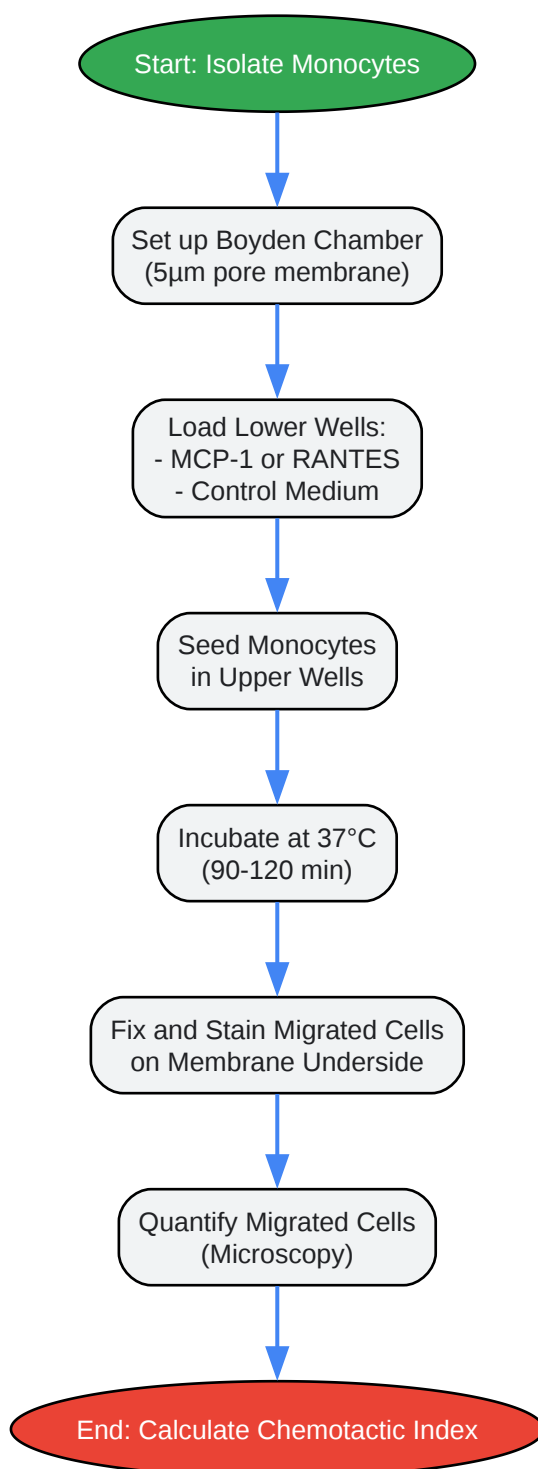 Start: Isolate Monocytes
Set up Boyden Chamber
(5µm pore membrane)
Load Lower Wells:
- MCP-1 or RANTES
- Control Medium
Seed Monocytes
in Upper Wells
Incubate at 37°C
(90-120 min)
Fix and Stain Migrated Cells
on Membrane Underside
Quantify Migrated Cells
(Microscopy)
End: Calculate Chemotactic Index